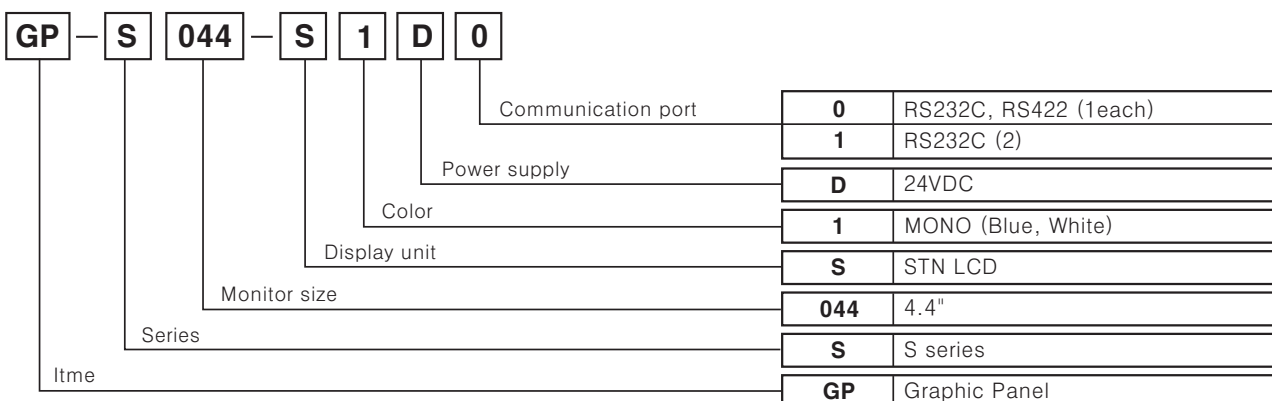 GP － S 044 － S 1 D 0
Communication port 0 RS232C, RS422 (1each)
1 RS232C (2)
Power supply D 24VDC
Color 1 MONO (Blue, White)
Display unit S STN LCD
Monitor size 044 4.4"
Series S S series
Itme GP Graphic Panel